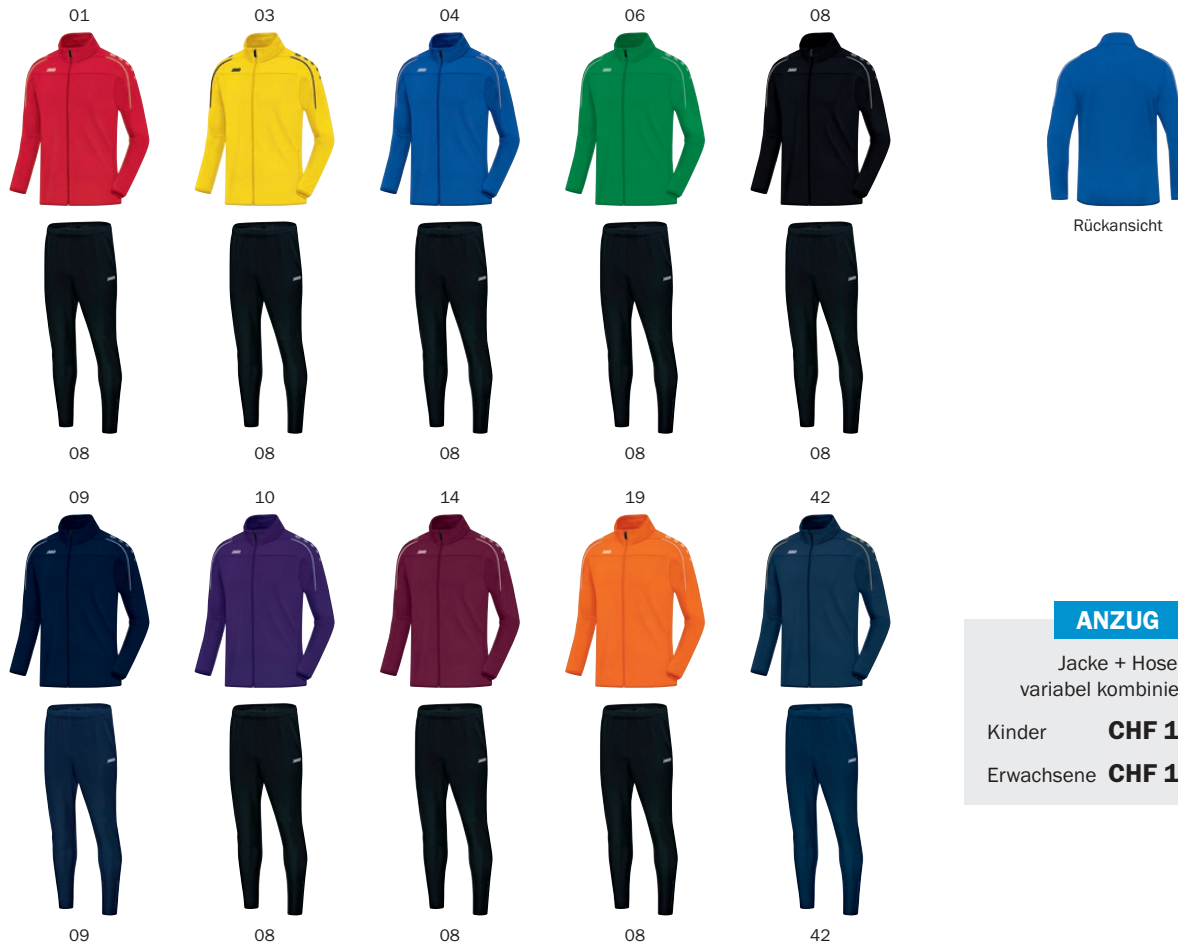 01 03 04 06 08
Rückansicht
08 08 08 08 08
09 10 14 19 42
ANZUG
Jacke + Hose
variabel kombinie
Kinder CHF 1
Erwachsene CHF 1
09 08 08 08 42